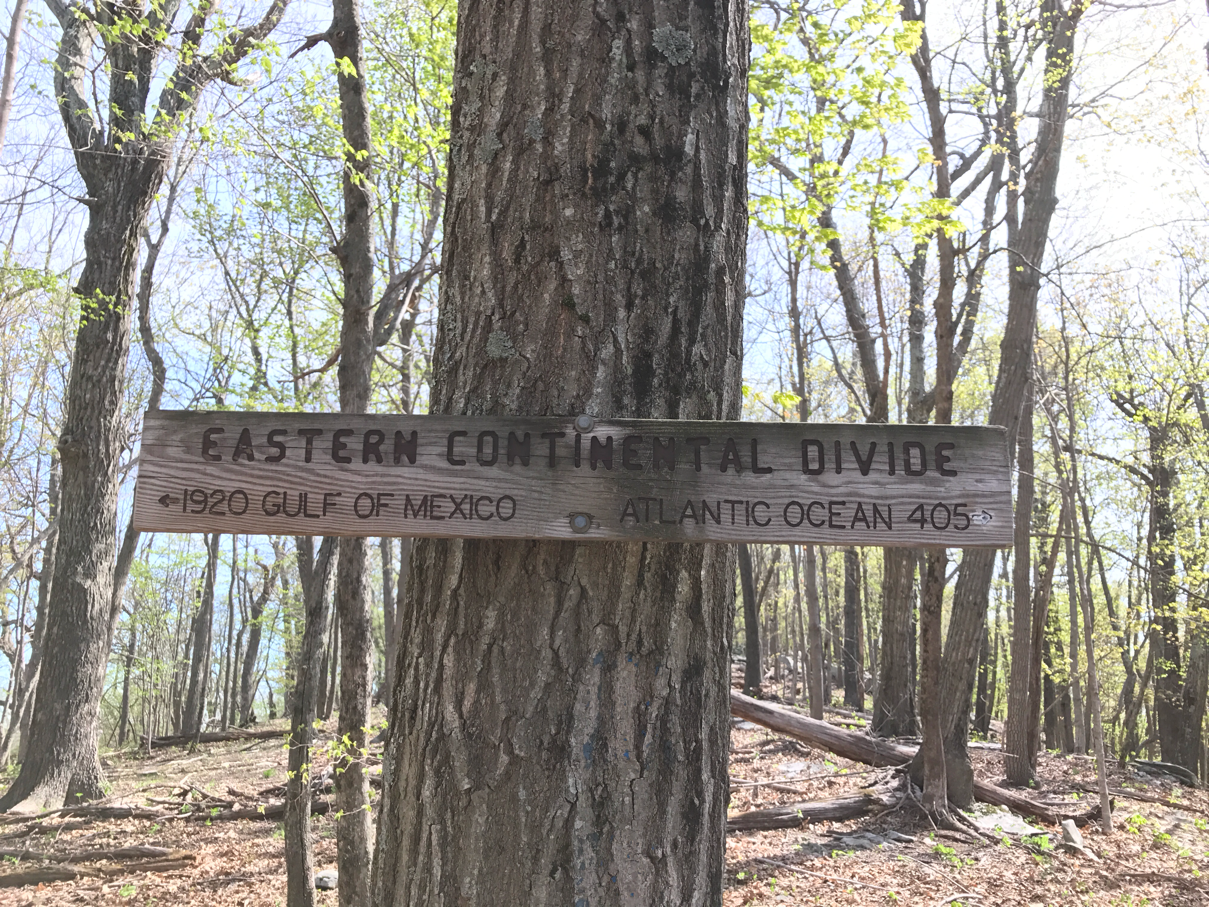 EASTERN CONTINENTAL DIVIDE
←1920 GULF OF MEXICO ATLANTIC OCEAN 405→